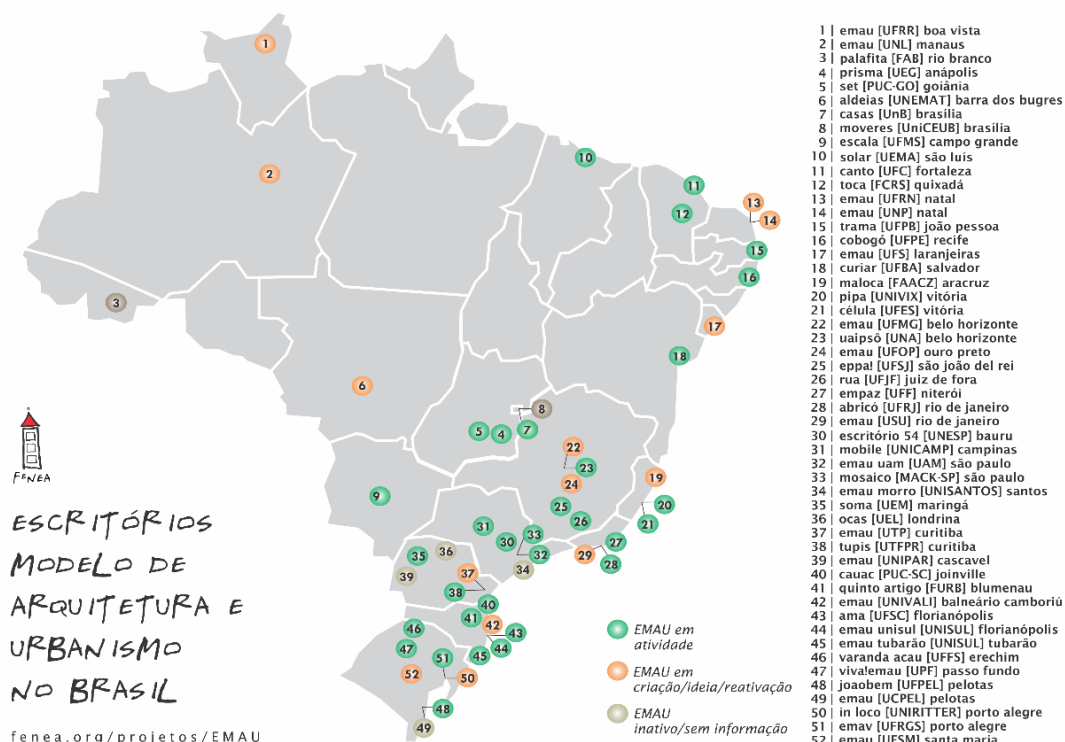 1
2
3
4
5
6
7
8
9
10
11
12
13
14
15
16
17
18
19
20
21
22
23
24
25
26
27
28
29
30
31
32
33
34
35
36
37
38
39
40
41
42
43
44
45
46
47
48
49
50
51
52
FENEA
ESCRITÓRIOS
MODELO DE
ARQUITETURA E
URBANISMO
NO BRASIL
fenea.org/projetos/EMAU
EMAU em
atividade
EMAU em
criação/ideia/reativação
EMAU
inativo/sem informação
1 | emau [UFRR] boa vista
2 | emau [UNL] manaus
3 | palafita [FAB] rio branco
4 | prisma [UEG] anápolis
5 | set [PUC-GO] goiânia
6 | aldeias [UNEMAT] barra dos bugres
7 | casas [UnB] brasília
8 | moveres [UniCEUB] brasília
9 | escala [UFMS] campo grande
10 | solar [UEMA] são luis
11 | canto [UFC] fortaleza
12 | toca [FCRS] quixadá
13 | emau [UFRN] natal
14 | emau [UNP] natal
15 | trama [UFPB] joão pessoa
16 | cobogó [UFPE] recife
17 | emau [UFS] laranjeiras
18 | curiar [UFBA] salvador
19 | maloca [FAACZ] aracruz
20 | pipa [UNIVIX] vitória
21 | célula [UFES] vitória
22 | emau [UFMG] belo horizonte
23 | uaipsô [UNA] belo horizonte
24 | emau [UFOP] ouro preto
25 | eppa! [UFSJ] são joão del rei
26 | rua [UFJF] juiz de fora
27 | empaz [UFF] niterói
28 | abricó [UFRJ] rio de janeiro
29 | emau [USU] rio de janeiro
30 | escritório 54 [UNESP] bauru
31 | mobile [UNICAMP] campinas
32 | emau uam [UAM] são paulo
33 | mosaico [MACK-SP] são paulo
34 | emau morro [UNISANTOS] santos
35 | soma [UEM] maringá
36 | ocas [UEL] londrina
37 | emau [UTP] curitiba
38 | tupis [UTFPR] curitiba
39 | emau [UNIPAR] cascavel
40 | cauac [PUC-SC] joinville
41 | quinto artigo [FURB] blumenau
42 | emau [UNIVALI] balneário camboriú
43 | ama [UFSC] florianópolis
44 | emau unisul [UNISUL] florianópolis
45 | emau tubarão [UNISUL] tubarão
46 | varanda acau [UFFS] erechim
47 | viva!emau [UPF] passo fundo
48 | joaobem [UFPEL] pelotas
49 | emau [UCPEL] pelotas
50 | in loco [UNIRITTER] porto alegre
51 | emav [UFRGS] porto alegre
52 | emau [UFSM] santa maria